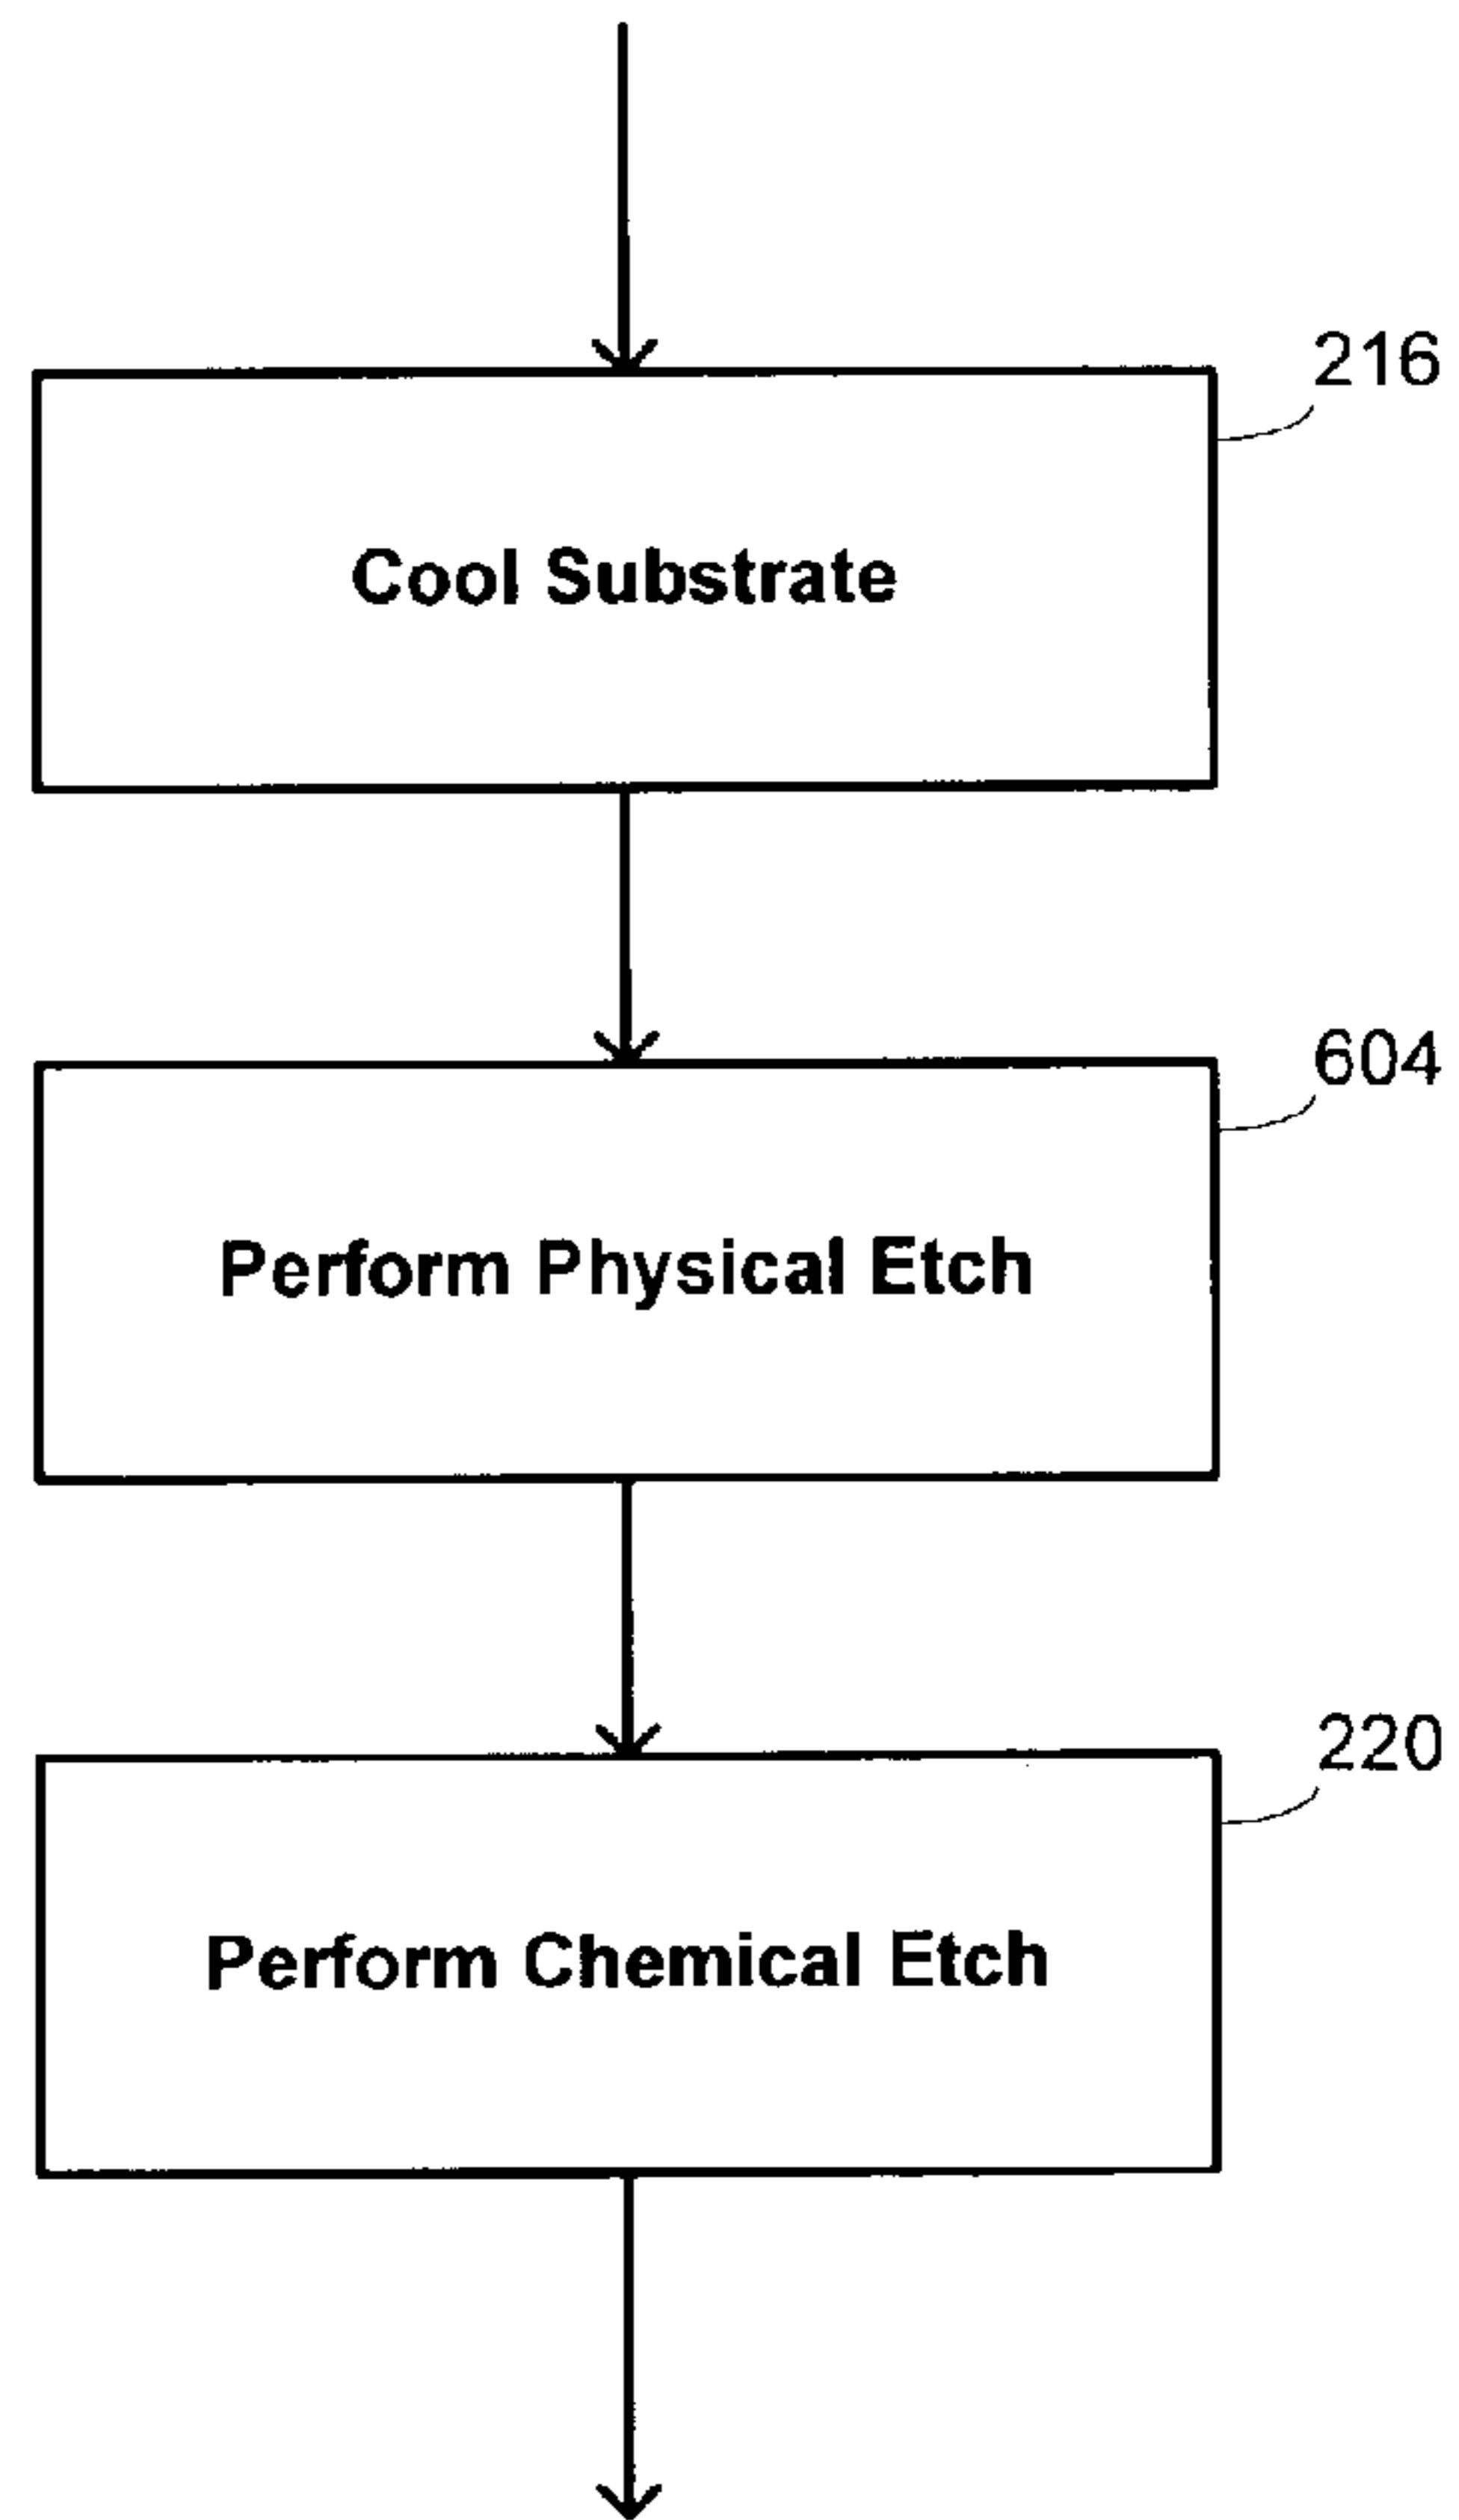 216
Cool Substrate
604
Perform Physical Etch
220
Perform Chemical Etch